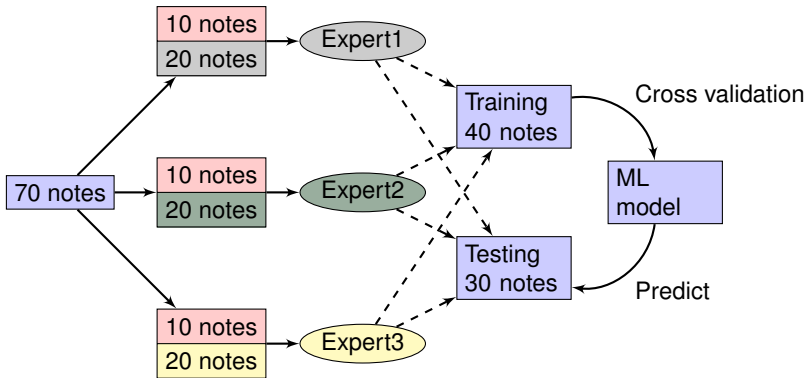 10 notes
20 notes
Expert1
Training
40 notes
Cross validation
70 notes
10 notes
20 notes
Expert2
ML
model
Testing
30 notes
Predict
10 notes
20 notes
Expert3